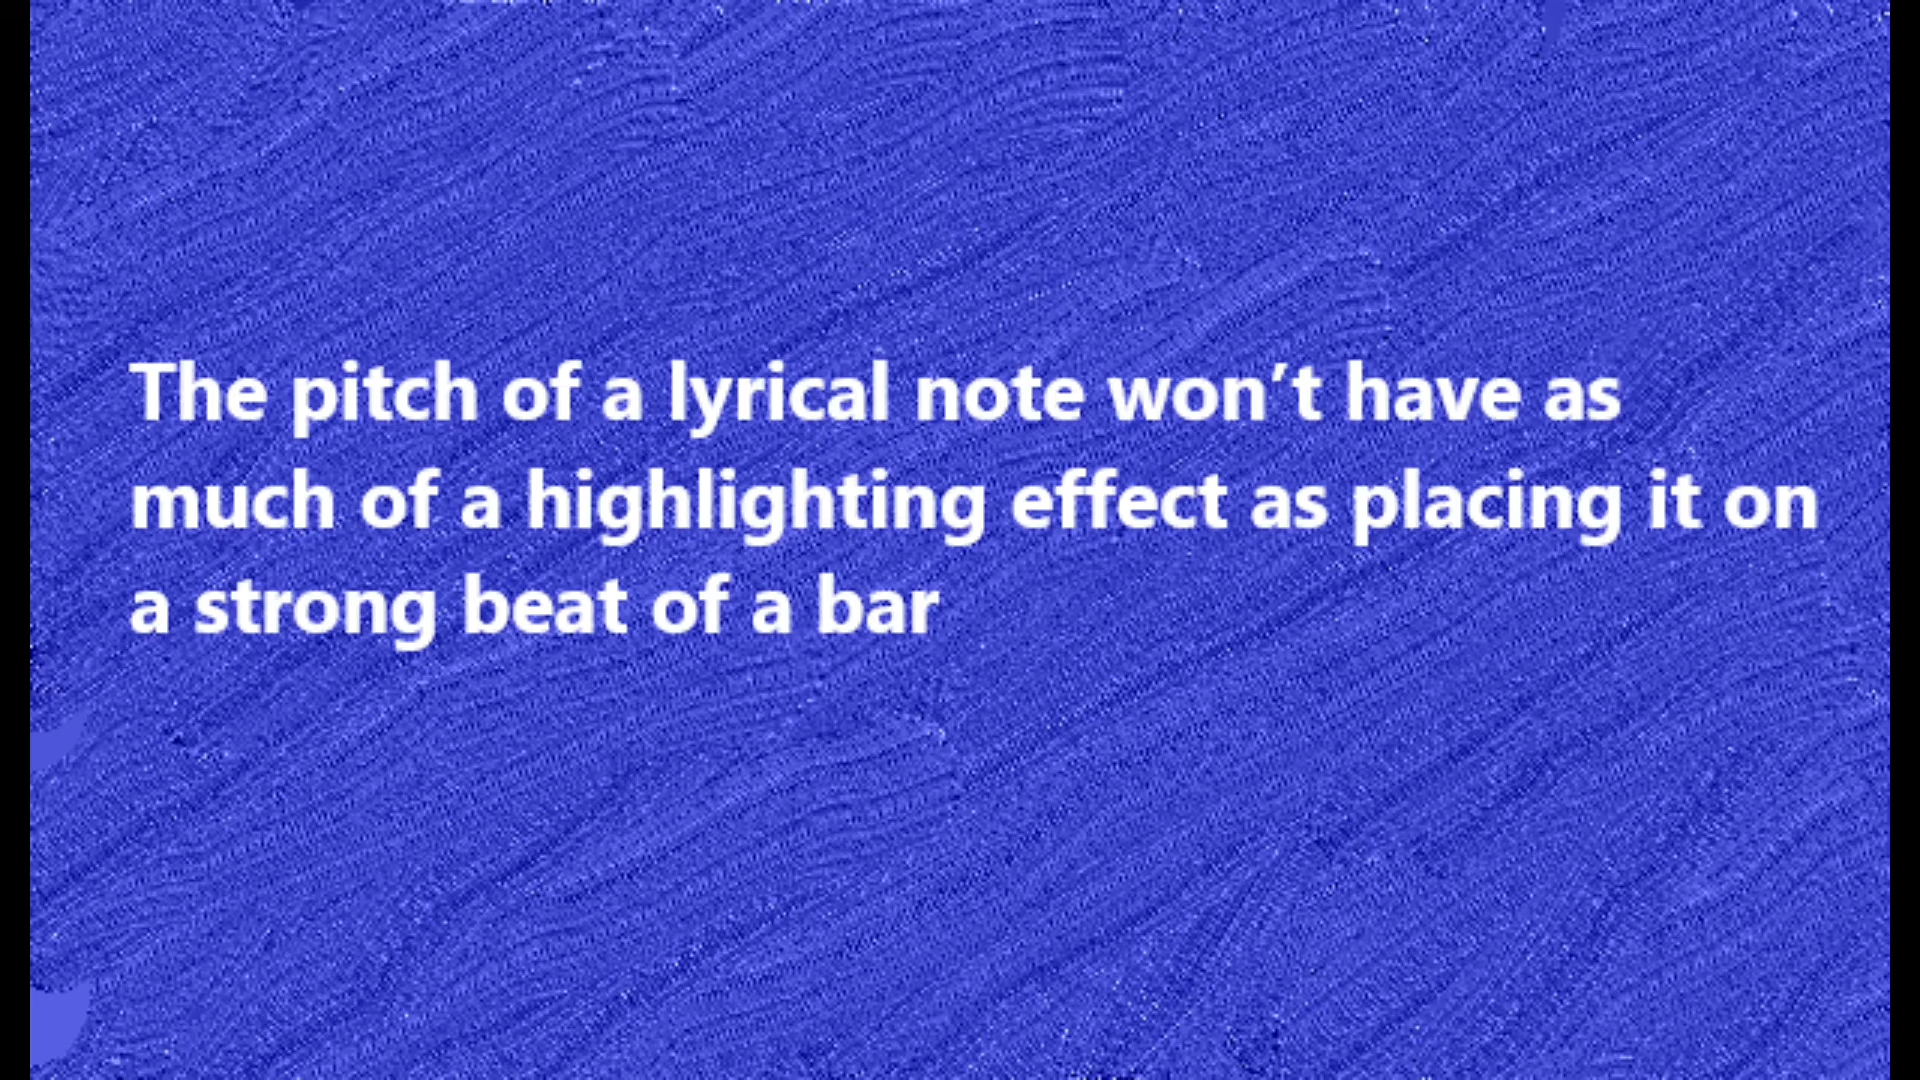 The pitch of a lyrical note won’t have as
much of a highlighting effect as placing it on
a strong beat of a bar